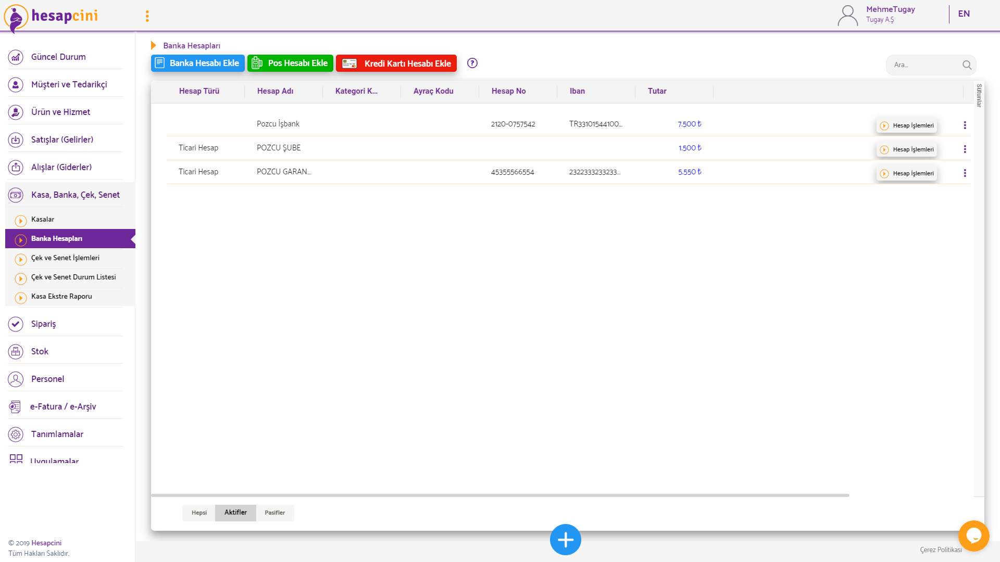 hesapcini
MehmeTugay
Tugay A.Ş
EN
Güncel Durum
Müşteri ve Tedarikçi
Ürün ve Hizmet
Satışlar (Gelirler)
Alışlar (Giderler)
Kasa, Banka, Çek, Senet
Kasalar
Banka Hesapları
Çek ve Senet İşlemleri
Çek ve Senet Durum Listesi
Kasa Ekstre Raporu
Sipariş
Stok
Personel
e-Fatura / e-Arşiv
Tanımlamalar
Uygulamalar
© 2019 Hesapcini
Tüm Hakları Saklıdır.
Banka Hesapları
Banka Hesabı Ekle Pos Hesabı Ekle Kredi Kartı Hesabı Ekle ?
Ara...
Hesap Türü Hesap Adı Kategori K... Ayraç Kodu Hesap No Iban Tutar
Sütunlar
Pozcu İşbank 2120-0757542 TR33101544100... 7.500 ₺ Hesap İşlemleri
Ticari Hesap POZCU ŞUBE 1.500 ₺ Hesap İşlemleri
Ticari Hesap POZCU GARAN... 45355566554 2322333233233... 5.550 ₺ Hesap İşlemleri
Hepsi Aktifler Pasifler
Çerez Politikası